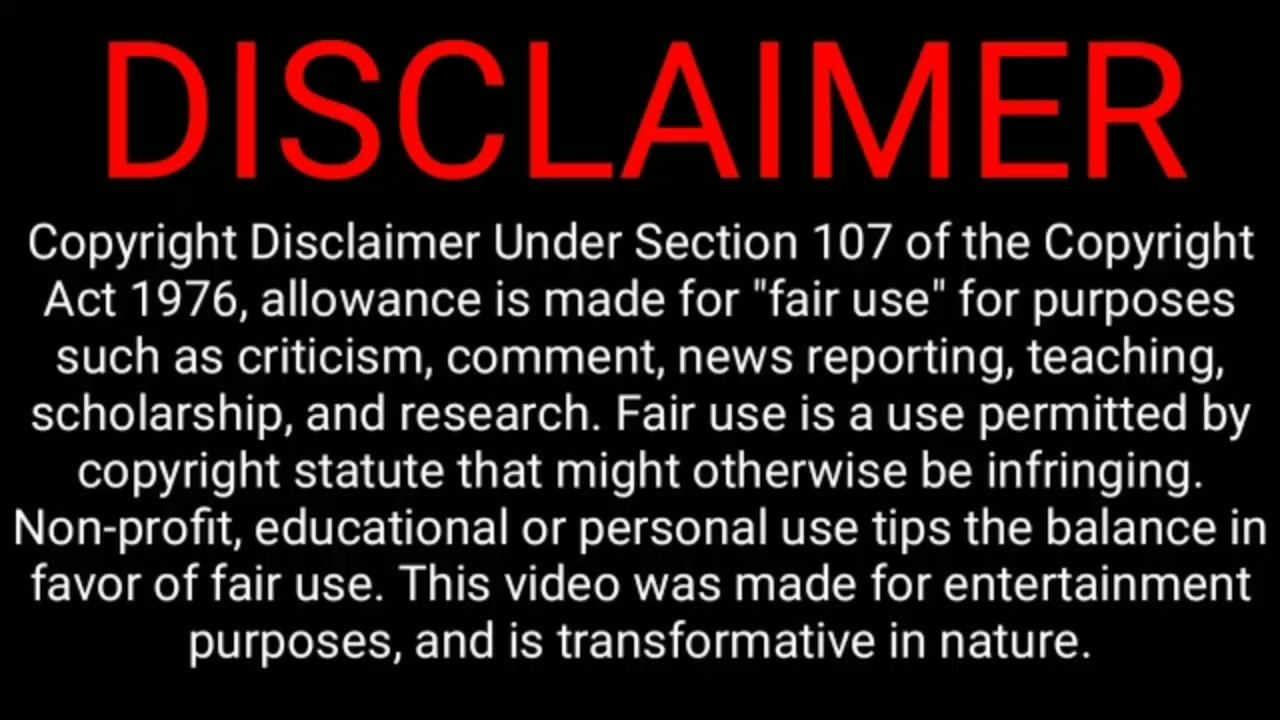 DISCLAIMER
Copyright Disclaimer Under Section 107 of the Copyright
Act 1976, allowance is made for "fair use" for purposes
such as criticism, comment, news reporting, teaching,
scholarship, and research. Fair use is a use permitted by
copyright statute that might otherwise be infringing.
Non-profit, educational or personal use tips the balance in
favor of fair use. This video was made for entertainment
purposes, and is transformative in nature.